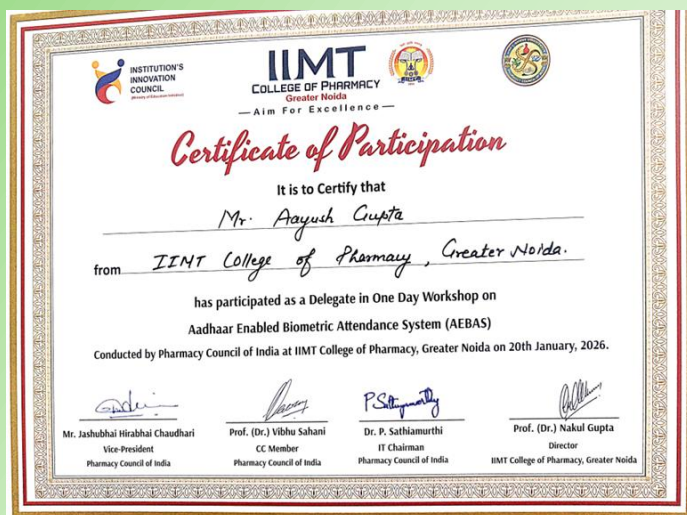 INSTITUTION'S
INNOVATION
COUNCIL
(Ministry of Education Initiative)
IIMT
COLLEGE OF PHARMACY
Greater Noida
—Aim For Excellence—
Certificate of Participation
It is to Certify that
Mr. Aayush Gupta
from IIMT College of Pharmacy, Greater Noida.
has participated as a Delegate in One Day Workshop on
Aadhaar Enabled Biometric Attendance System (AEBAS)
Conducted by Pharmacy Council of India at IIMT College of Pharmacy, Greater Noida on 20th January, 2026.
P Sathiyamurthy
Mr. Jashubhai Hirabhai Chaudhari
Vice-President
Pharmacy Council of India
Prof. (Dr.) Vibhu Sahani
CC Member
Pharmacy Council of India
Dr. P. Sathiamurthi
IT Chairman
Pharmacy Council of India
Prof. (Dr.) Nakul Gupta
Director
IIMT College of Pharmacy, Greater Noida